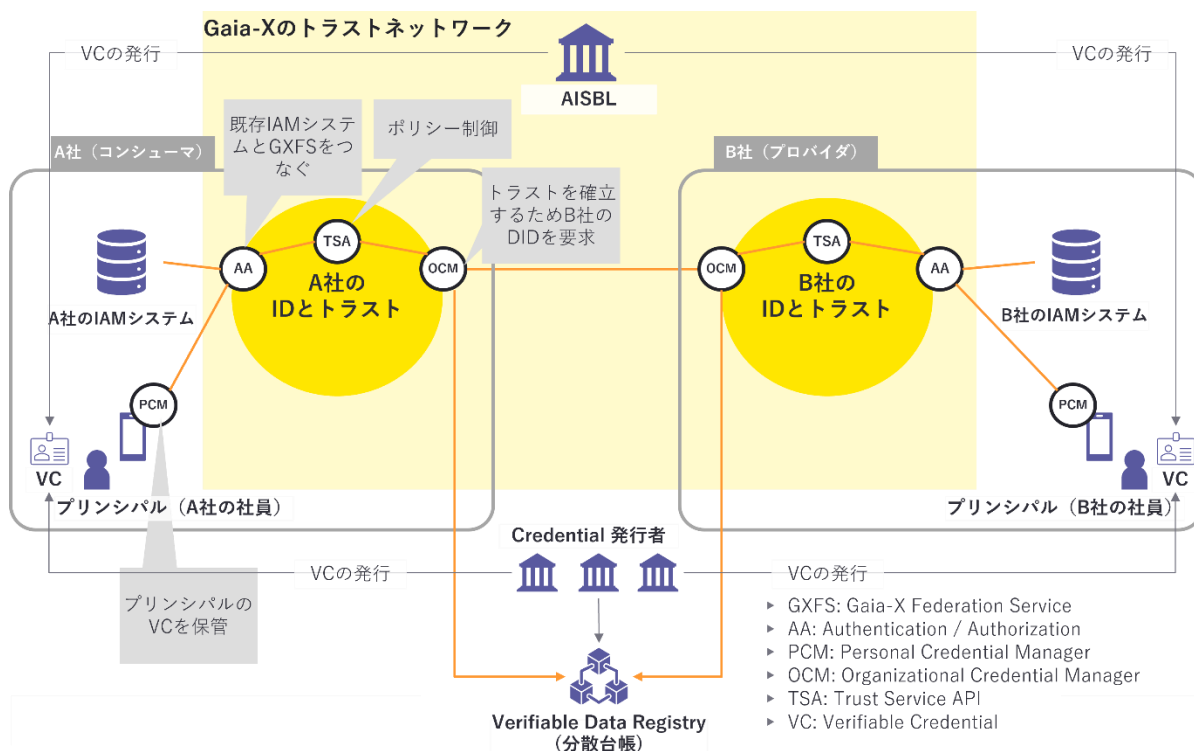 Gaia-Xのトラストネットワーク
VCの発行
VCの発行
AISBL
既存IAMシステ
ムとGXFSをつ
なぐ
ポリシー制御
A社（コンシューマ）
B社（プロバイダ）
トラストを確立
するためB社の
DIDを要求
TSA
AA
OCM
A社の
IDとトラスト
A社のIAMシステム
OCM
TSA
AA
B社の
IDとトラスト
B社のIAMシステム
PCM
VC
プリンシパル（A社の社員）
PCM
VC
プリンシパル（B社の社員）
Credential 発行者
VCの発行
VCの発行
プリンシパルの
VCを保管
Verifiable Data Registry
（分散台帳）
▶ GXFS: Gaia-X Federation Service
▶ AA: Authentication / Authorization
▶ PCM: Personal Credential Manager
▶ OCM: Organizational Credential Manager
▶ TSA: Trust Service API
▶ VC: Verifiable Credential